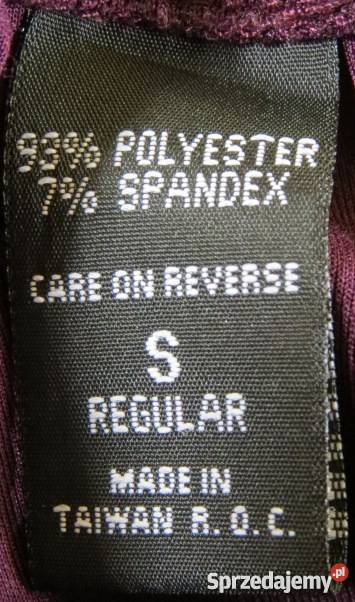 93% POLYESTER
7% SPANDEX
CARE ON REVERSE
S
REGULAR
MADE IN
TAIWAN R.O.C.
Sprzedajemy.pl